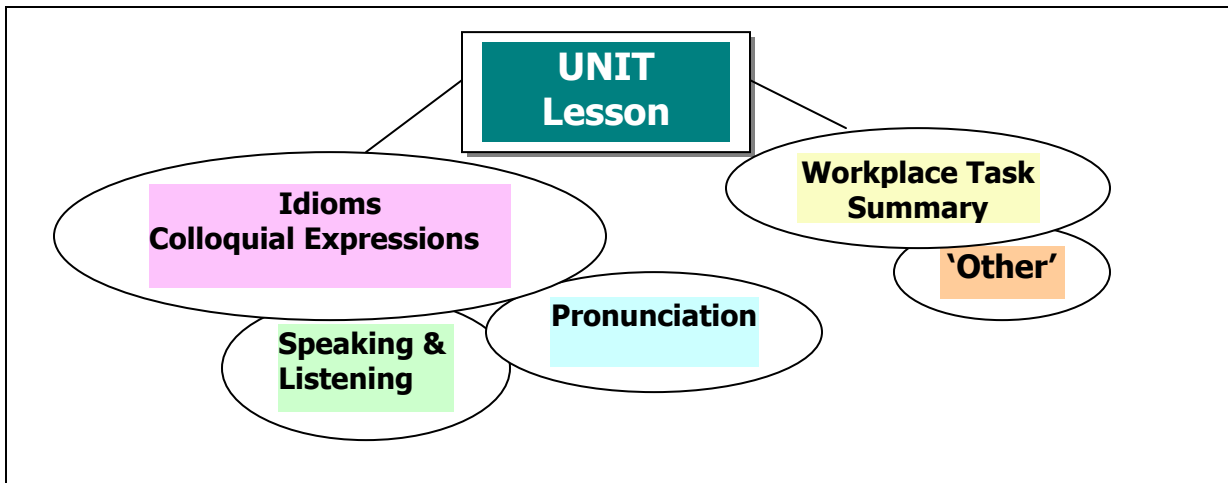 UNIT
Lesson
Idioms
Colloquial Expressions
Workplace Task
Summary
‘Other’
Pronunciation
Speaking &
Listening